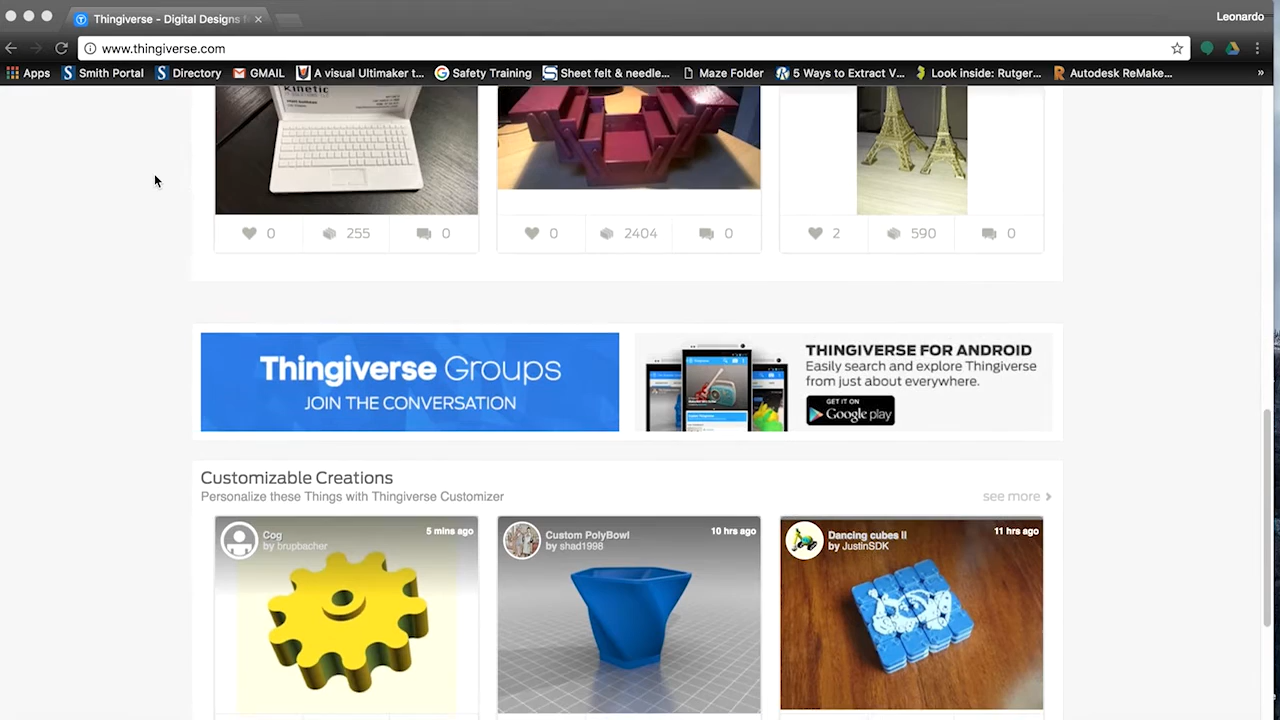 Thingiverse - Digital Designs f
Leonardo
www.thingiverse.com
Apps
Smith Portal
Directory
GMAIL
A visual Ultimaker t...
Safety Training
Sheet felt & needle...
Maze Folder
5 Ways to Extract V...
Look inside: Rutger...
Autodesk ReMake...
»
kinetic
0
255
0
0
2404
0
2
590
0
Thingiverse Groups
JOIN THE CONVERSATION
THINGIVERSE FOR ANDROID
Easily search and explore Thingiverse
from just about everywhere.
GET IT ON
Google play
Customizable Creations
Personalize these Things with Thingiverse Customizer
see more
Cog
by brupbacher
5 mins ago
Custom PolyBowl
by shad1998
10 hrs ago
Dancing cubes II
by JustinSDK
11 hrs ago